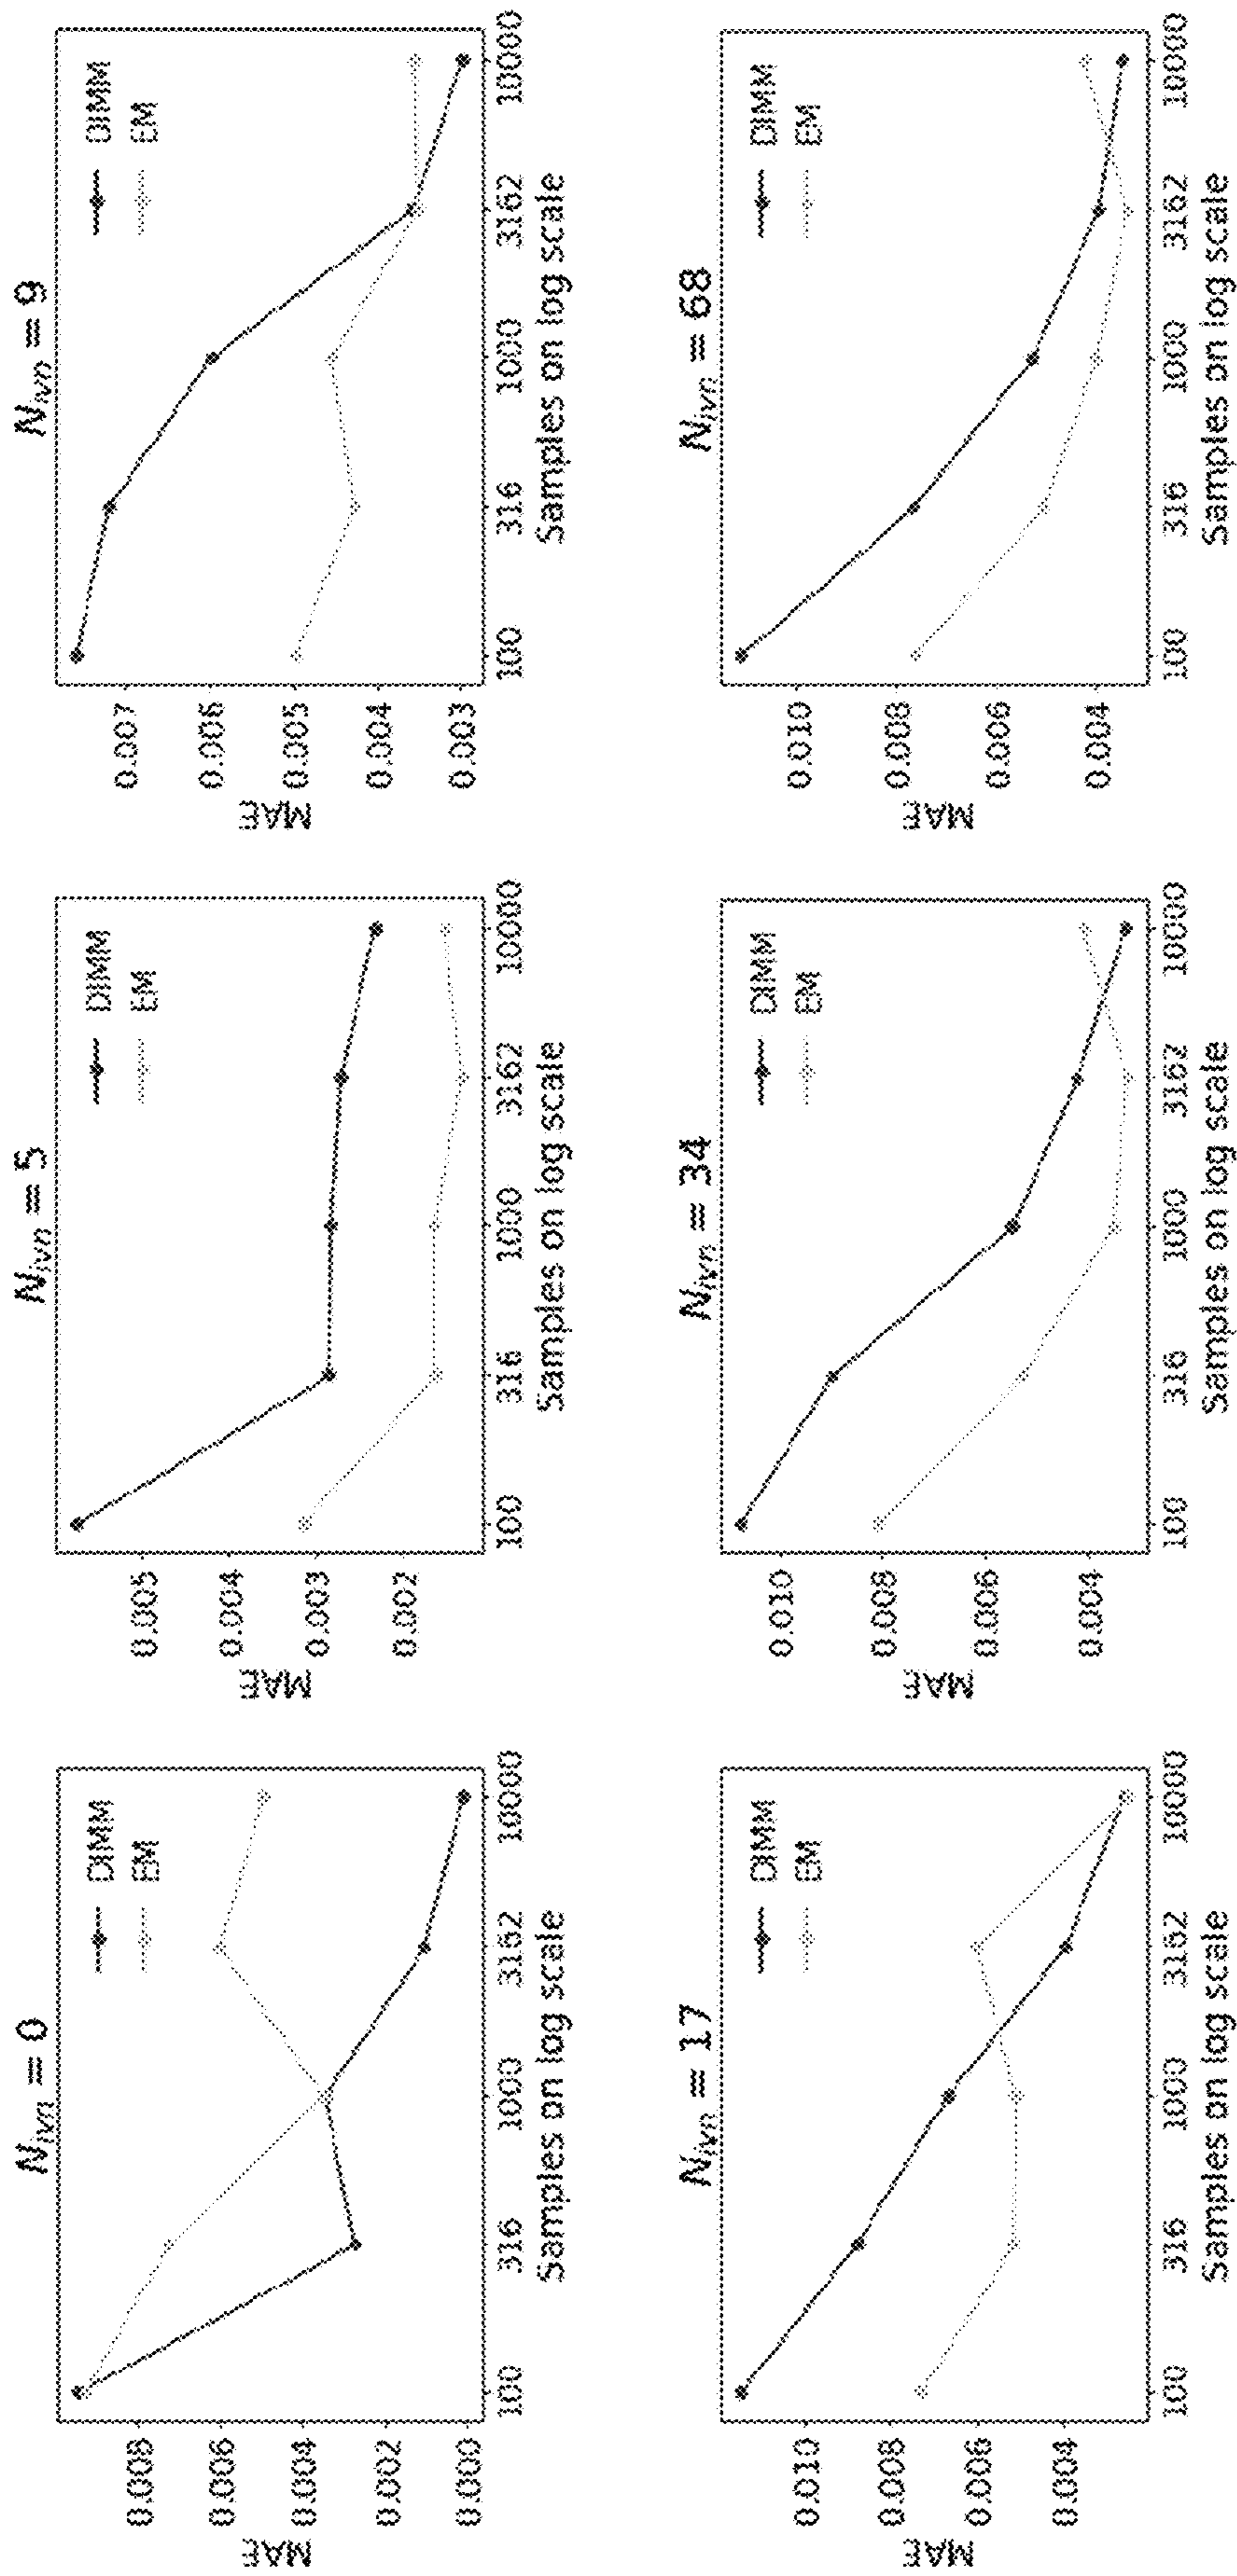 N_ivn = 0
MAE
0.008
0.006
0.004
0.002
0.000
DIMM
EM
100 316 1000 3162 10000
Samples on log scale
N_ivn = 5
MAE
0.005
0.004
0.003
0.002
DIMM
EM
100 316 1000 3162 10000
Samples on log scale
N_ivn = 9
MAE
0.007
0.006
0.005
0.004
0.003
DIMM
EM
100 316 1000 3162 10000
Samples on log scale
N_ivn = 17
MAE
0.010
0.008
0.006
0.004
DIMM
EM
100 316 1000 3162 10000
Samples on log scale
N_ivn = 34
MAE
0.010
0.008
0.006
0.004
DIMM
EM
100 316 1000 3162 10000
Samples on log scale
N_ivn = 68
MAE
0.010
0.008
0.006
0.004
DIMM
EM
100 316 1000 3162 10000
Samples on log scale